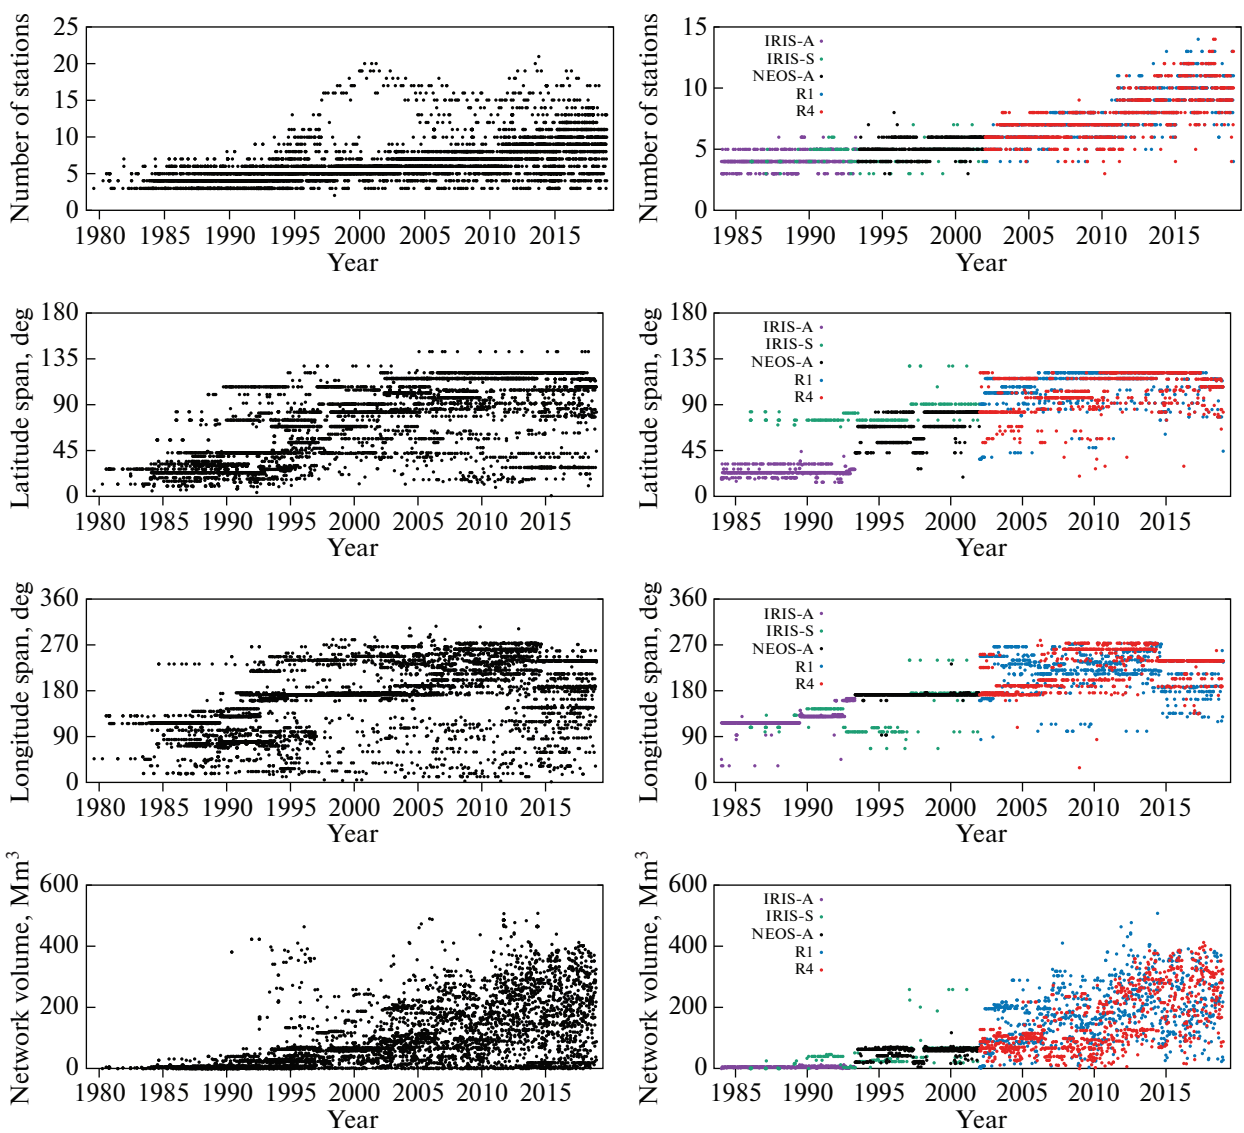 Number of stations
25
20
15
10
5
0
1980 1985 1990 1995 2000 2005 2010 2015
Year
Number of stations
15
10
5
0
IRIS-A
IRIS-S
NEOS-A
R1
R4
1985 1990 1995 2000 2005 2010 2015
Year
Latitude span, deg
180
135
90
45
0
1980 1985 1990 1995 2000 2005 2010 2015
Year
Latitude span, deg
180
135
90
45
0
IRIS-A
IRIS-S
NEOS-A
R1
R4
1985 1990 1995 2000 2005 2010 2015
Year
Longitude span, deg
360
270
180
90
0
1980 1985 1990 1995 2000 2005 2010 2015
Year
Longitude span, deg
360
270
180
90
0
IRIS-A
IRIS-S
NEOS-A
R1
R4
1985 1990 1995 2000 2005 2010 2015
Year
Network volume, Mm³
600
400
200
0
1980 1985 1990 1995 2000 2005 2010 2015
Year
Network volume, Mm³
600
400
200
0
IRIS-A
IRIS-S
NEOS-A
R1
R4
1985 1990 1995 2000 2005 2010 2015
Year